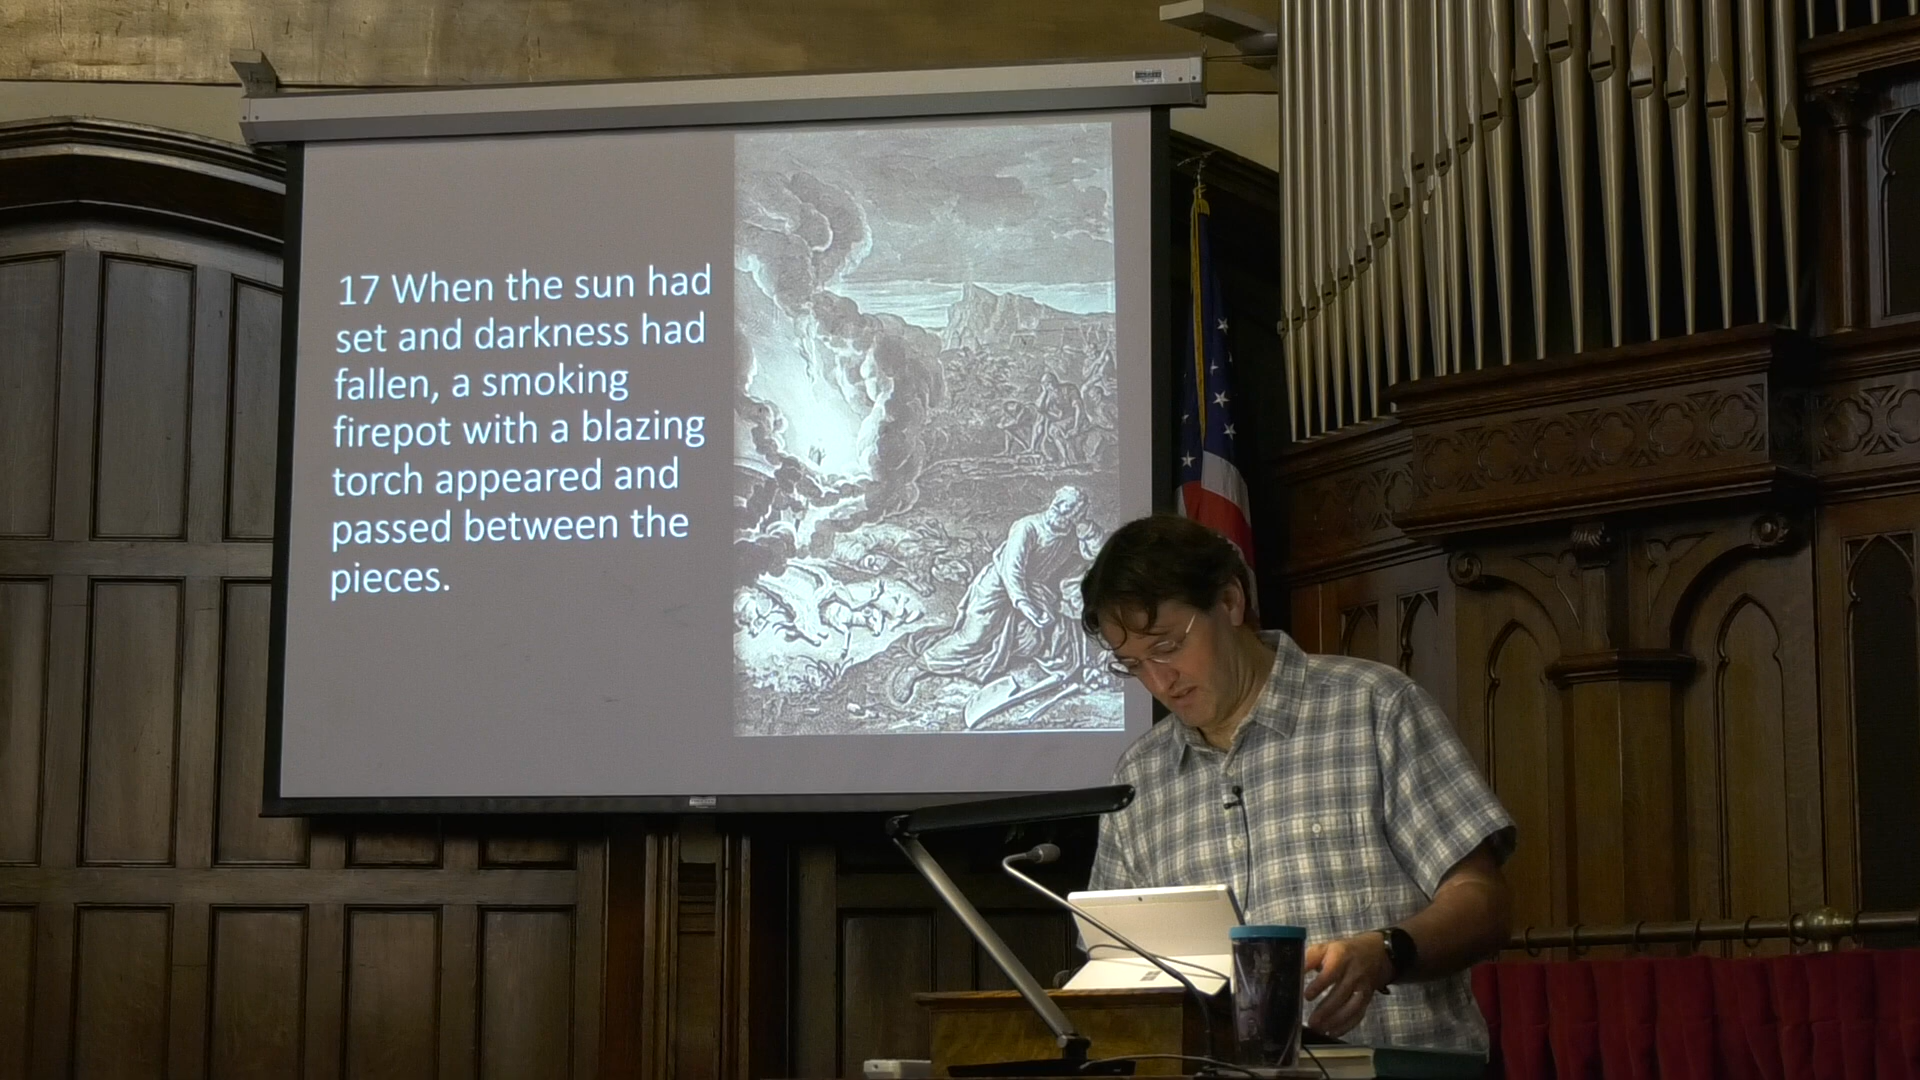 17 When the sun had
set and darkness had
fallen, a smoking
firepot with a blazing
torch appeared and
passed between the
pieces.